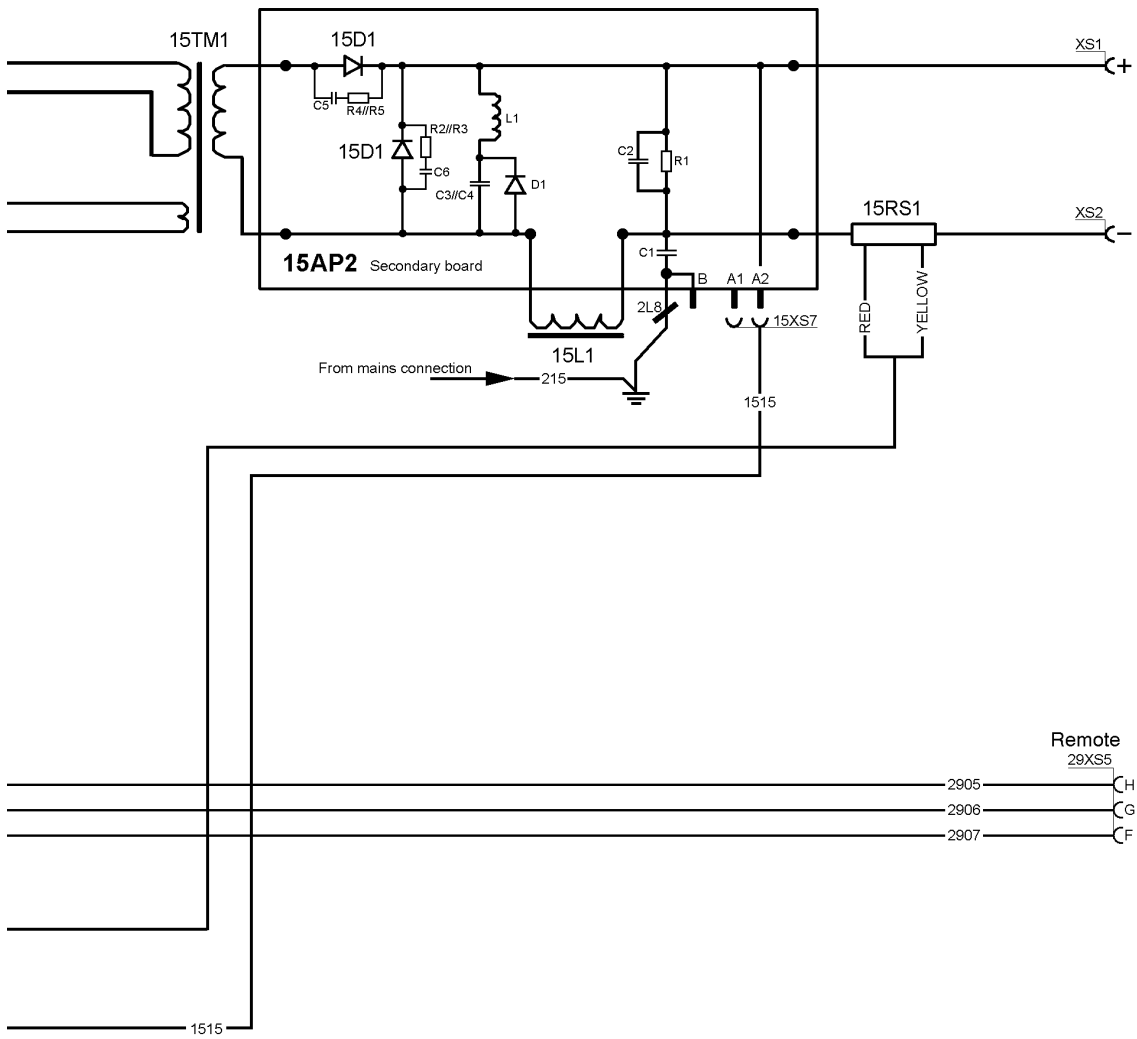 15TM1
15D1
XS1
+
C5
R4//R5
L1
R2//R3
15D1
C6
C3//C4
D1
C2
R1
15RS1
XS2
−
15AP2 Secondary board
C1
B
A1
A2
2L8
15XS7
RED
YELLOW
15L1
From mains connection
215
1515
Remote
29XS5
2905
H
2906
G
2907
F
1515